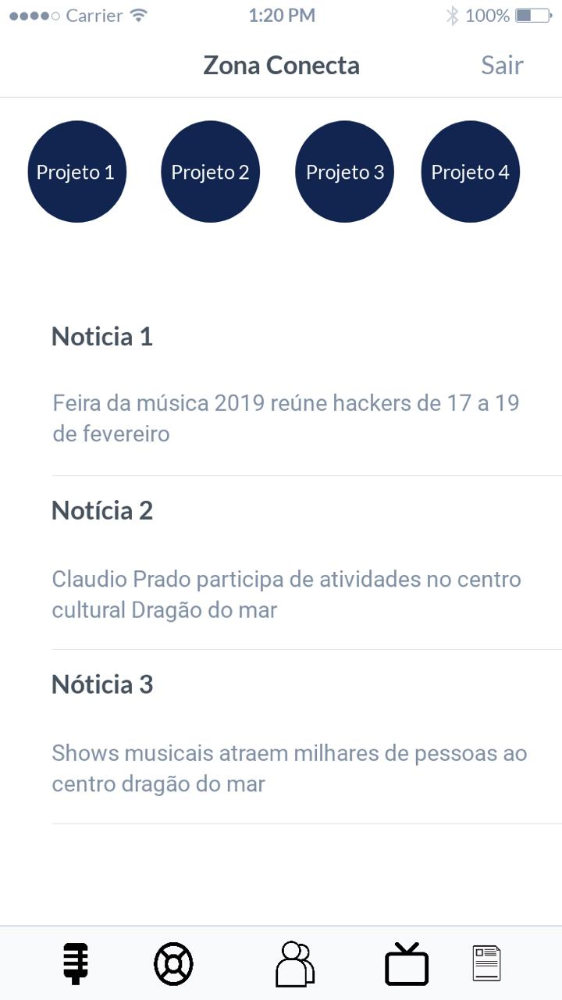 Carrier 1:20 PM 100%
Zona Conecta Sair
Projeto 1 Projeto 2 Projeto 3 Projeto 4
Noticia 1
Feira da música 2019 reúne hackers de 17 a 19
de fevereiro
Notícia 2
Claudio Prado participa de atividades no centro
cultural Dragão do mar
Nóticia 3
Shows musicais atraem milhares de pessoas ao
centro dragão do mar